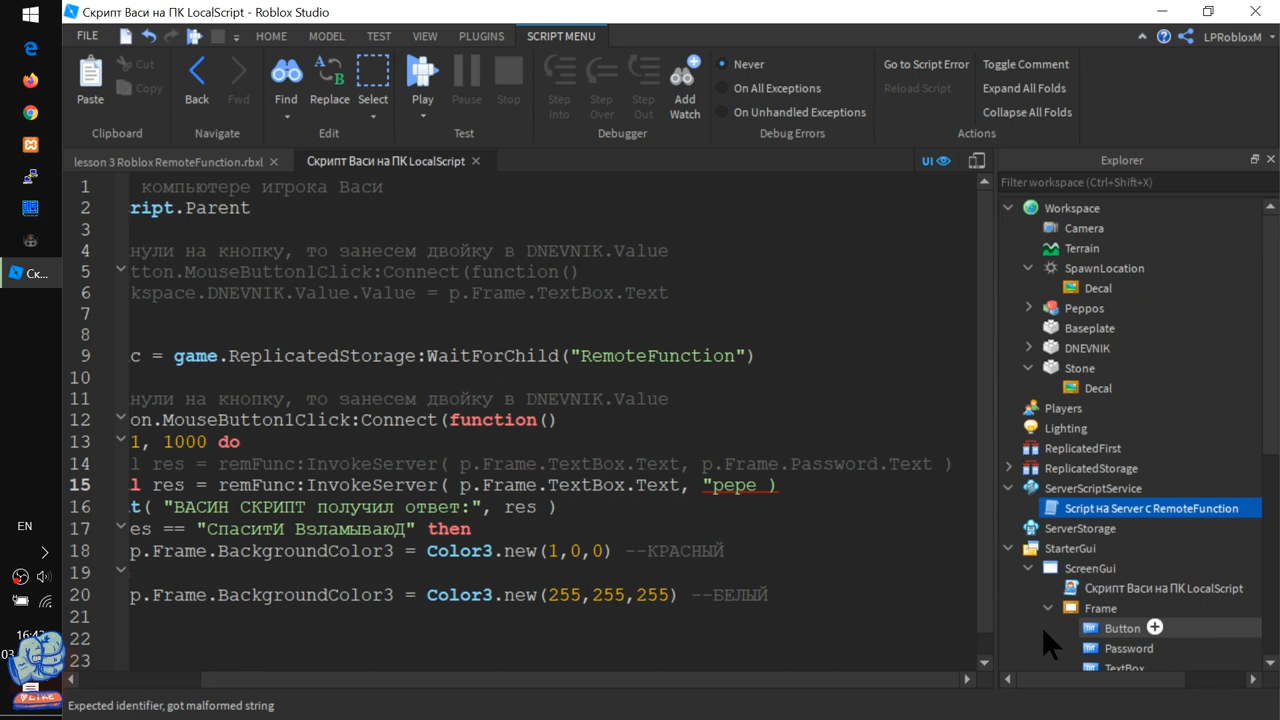 Скрипт Васи на ПК LocalScript - Roblox Studio
FILE
HOME
MODEL
TEST
VIEW
PLUGINS
SCRIPT MENU
LPRobloxM
Paste
Cut
Copy
Clipboard
Back
Fwd
Navigate
Find
Replace
Select
Edit
Play
Pause
Stop
Test
Step Into
Step Over
Step Out
Add Watch
Debugger
Never
On All Exceptions
On Unhandled Exceptions
Debug Errors
Go to Script Error
Reload Script
Toggle Comment
Expand All Folds
Collapse All Folds
Actions
lesson 3 Roblox RemoteFunction.rbxl
Скрипт Васи на ПК LocalScript
UI
1 компьютере игрока Васи
2 ript.Parent
3
4 нули на кнопку, то занесем двойку в DNEVNIK.Value
5 tton.MouseButton1Click:Connect(function()
6 kspace.DNEVNIK.Value.Value = p.Frame.TextBox.Text
7
8
9 c = game.ReplicatedStorage:WaitForChild("RemoteFunction")
10
11 нули на кнопку, то занесем двойку в DNEVNIK.Value
12 on.MouseButton1Click:Connect(function()
13 1, 1000 do
14 l res = remFunc:InvokeServer( p.Frame.TextBox.Text, p.Frame.Password.Text )
15 l res = remFunc:InvokeServer( p.Frame.TextBox.Text, "pepe )
16 t( "ВАСИН СКРИПТ получил ответ:", res )
17 es == "СпаситИ ВзламываюД" then
18 p.Frame.BackgroundColor3 = Color3.new(1,0,0) --КРАСНЫЙ
19
20 p.Frame.BackgroundColor3 = Color3.new(255,255,255) --БЕЛЫЙ
21
22
23
Expected identifier, got malformed string
Explorer
Filter workspace (Ctrl+Shift+X)
Workspace
Camera
Terrain
SpawnLocation
Decal
Peppos
Baseplate
DNEVNIK
Stone
Decal
Players
Lighting
ReplicatedFirst
ReplicatedStorage
ServerScriptService
Script на Server с RemoteFunction
ServerStorage
StarterGui
ScreenGui
Скрипт Васи на ПК LocalScript
Frame
Button
Password
TextBox
Ск...
EN
LIKE